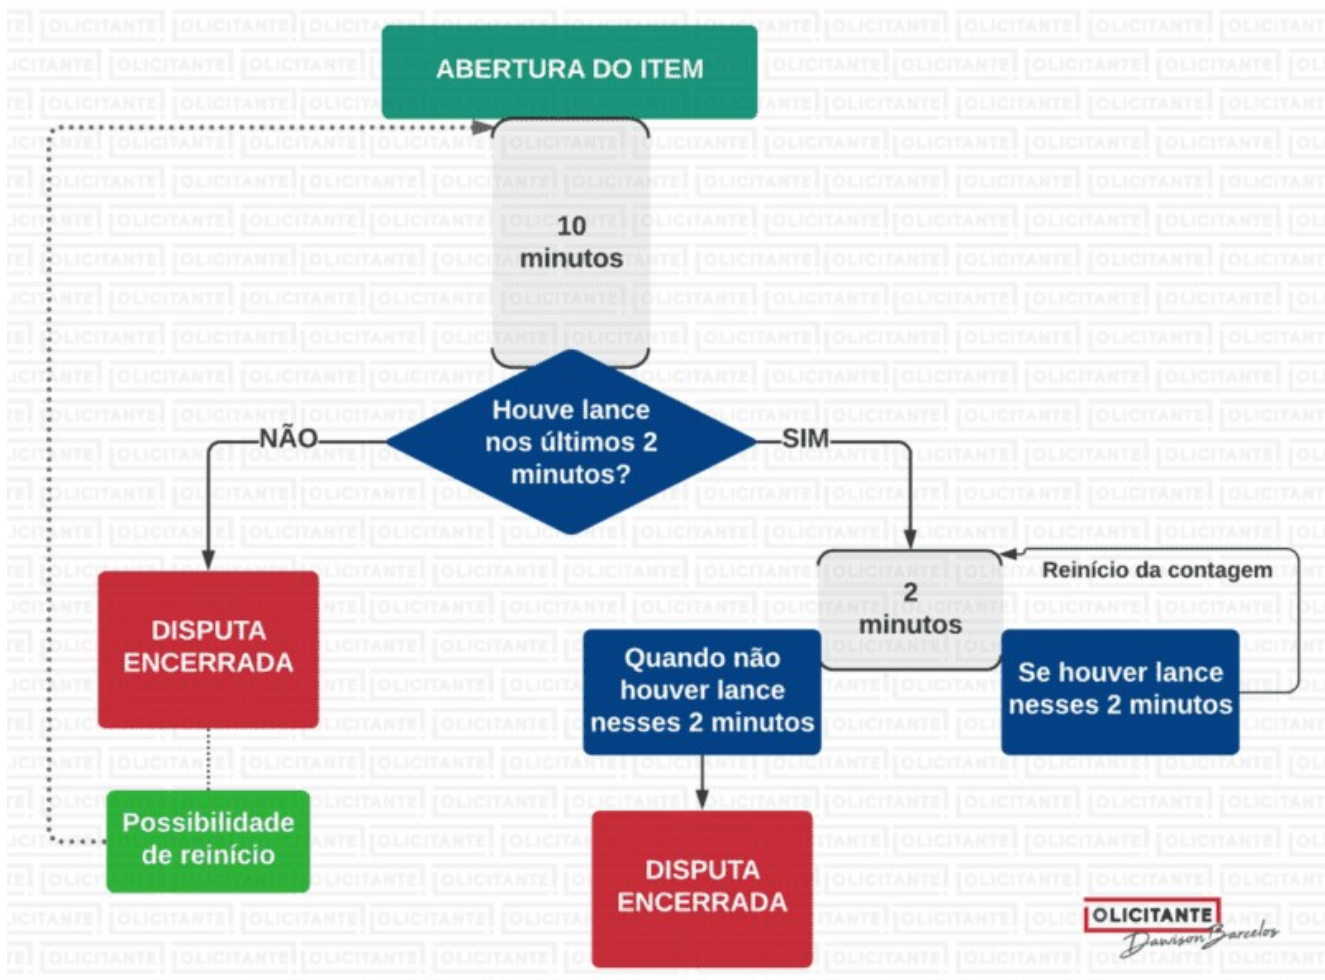 ABERTURA DO ITEM
10
minutos
Houve lance
nos últimos 2
minutos?
NÃO
SIM
DISPUTA
ENCERRADA
Possibilidade
de reinício
2
minutos
Reinício da contagem
Quando não
houver lance
nesses 2 minutos
Se houver lance
nesses 2 minutos
DISPUTA
ENCERRADA
OLICITANTE
Dawison Barcelos